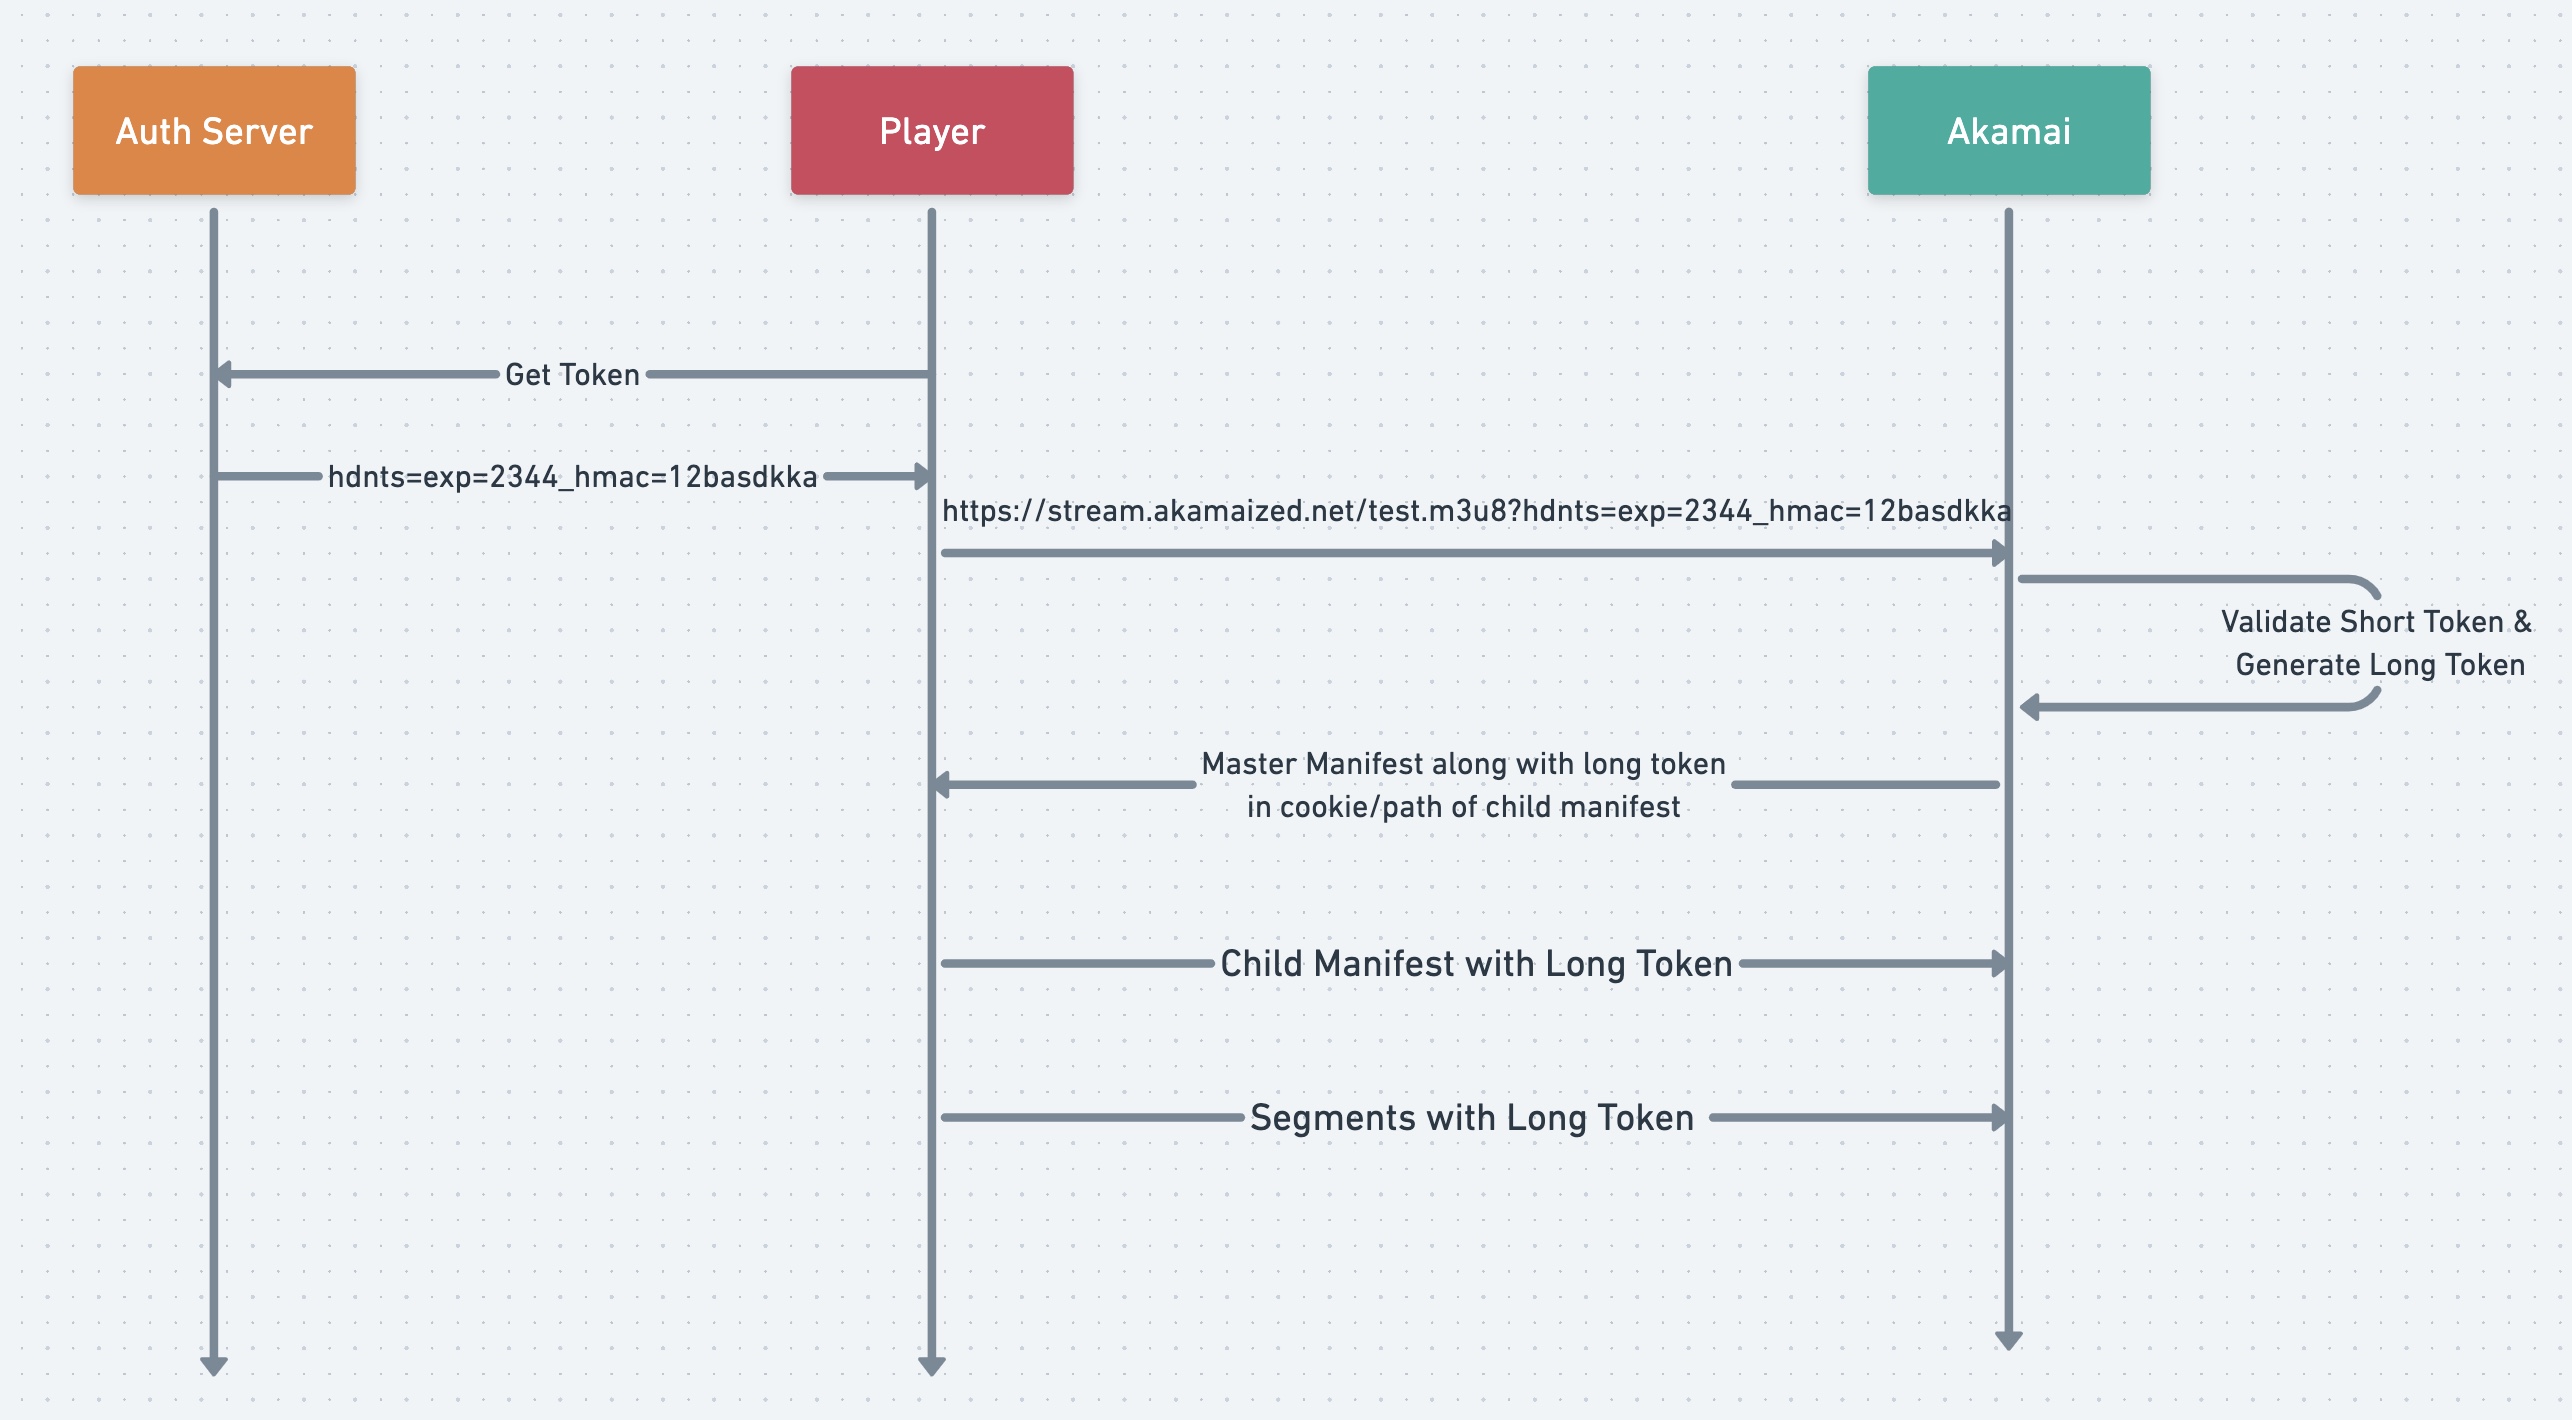 Auth Server
Player
Akamai
Get Token
hdnts=exp=2344_hmac=12basdkka
https://stream.akamaized.net/test.m3u8?hdnts=exp=2344_hmac=12basdkka
Validate Short Token &
Generate Long Token
Master Manifest along with long token
in cookie/path of child manifest
Child Manifest with Long Token
Segments with Long Token